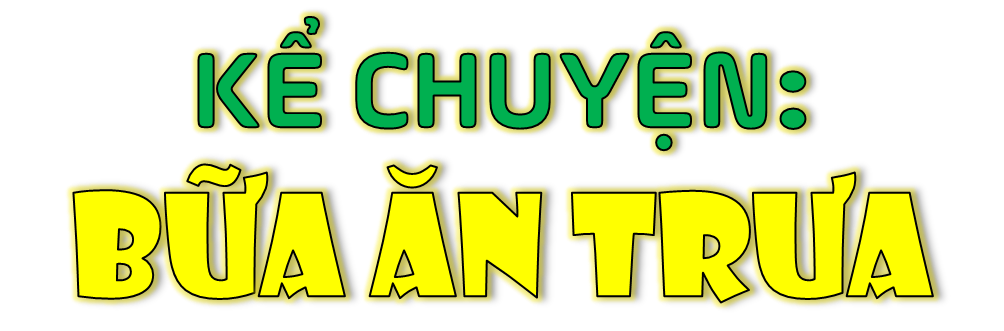 KỂ CHUYỆN:
BỮA ĂN TRƯA